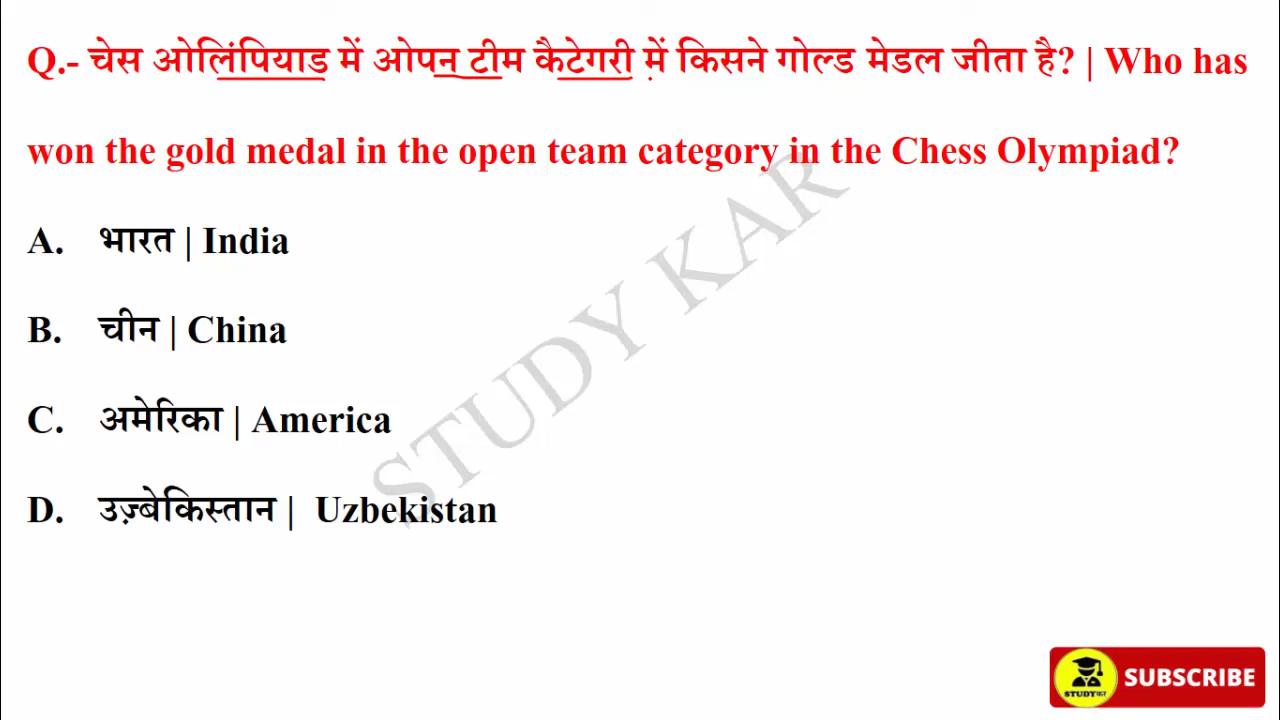 Q.- चेस ओलिंपियाड में ओपन टीम कैटेगरी में किसने गोल्ड मेडल जीता है? | Who has
won the gold medal in the open team category in the Chess Olympiad?
A. भारत | India
B. चीन | China
C. अमेरिका | America
D. उज़्बेकिस्तान | Uzbekistan
STUDY KAR
STUDYकर
SUBSCRIBE